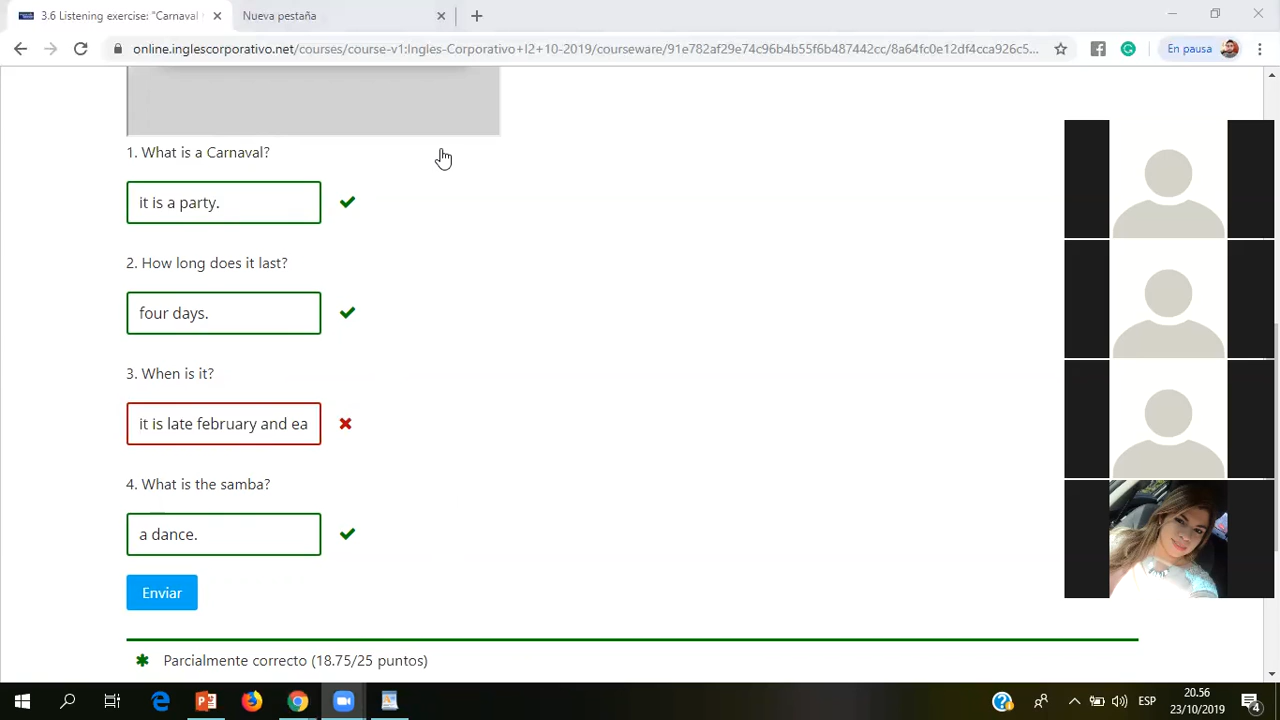 3.6 Listening exercise: "Carnaval
Nueva pestaña
online.inglescorporativo.net/courses/course-v1:Ingles-Corporativo+I2+10-2019/courseware/91e782af29e74c96b4b55f6b487442cc/8a64fc0e12df4cca926c5...
En pausa
1. What is a Carnaval?
it is a party.
2. How long does it last?
four days.
3. When is it?
it is late february and ea
4. What is the samba?
a dance.
Enviar
Parcialmente correcto (18.75/25 puntos)
ESP
20.56
23/10/2019
4